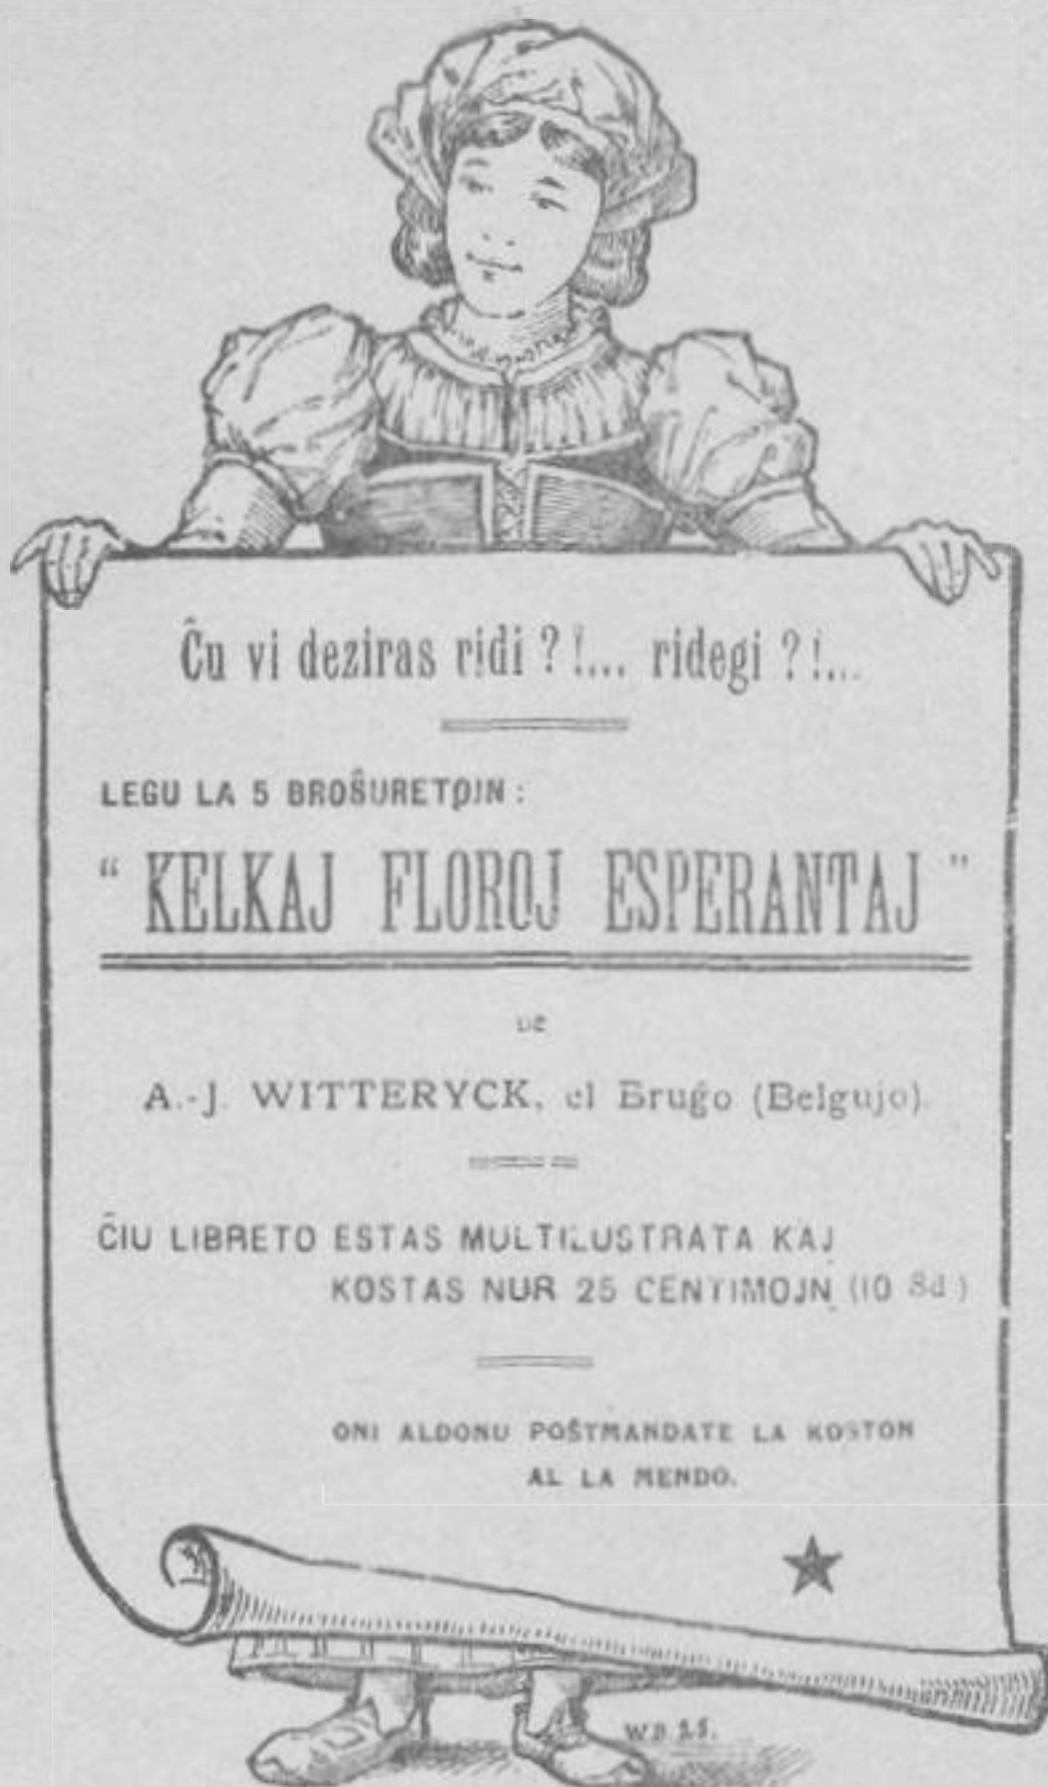 Ĉu vi deziras ridi ?!... ridegi ?!...
LEGU LA 5 BROŜURETOJN :
“ KELKAJ FLOROJ ESPERANTAJ ”
DE
A.-J. WITTERYCK, el Bruĝo (Belgujo).
ĈIU LIBRETO ESTAS MULTILUSTRATA KAJ
KOSTAS NUR 25 CENTIMOJN (10 Sd.)
ONI ALDONU POŜTMANDATE LA KOSTON
AL LA MENDO.